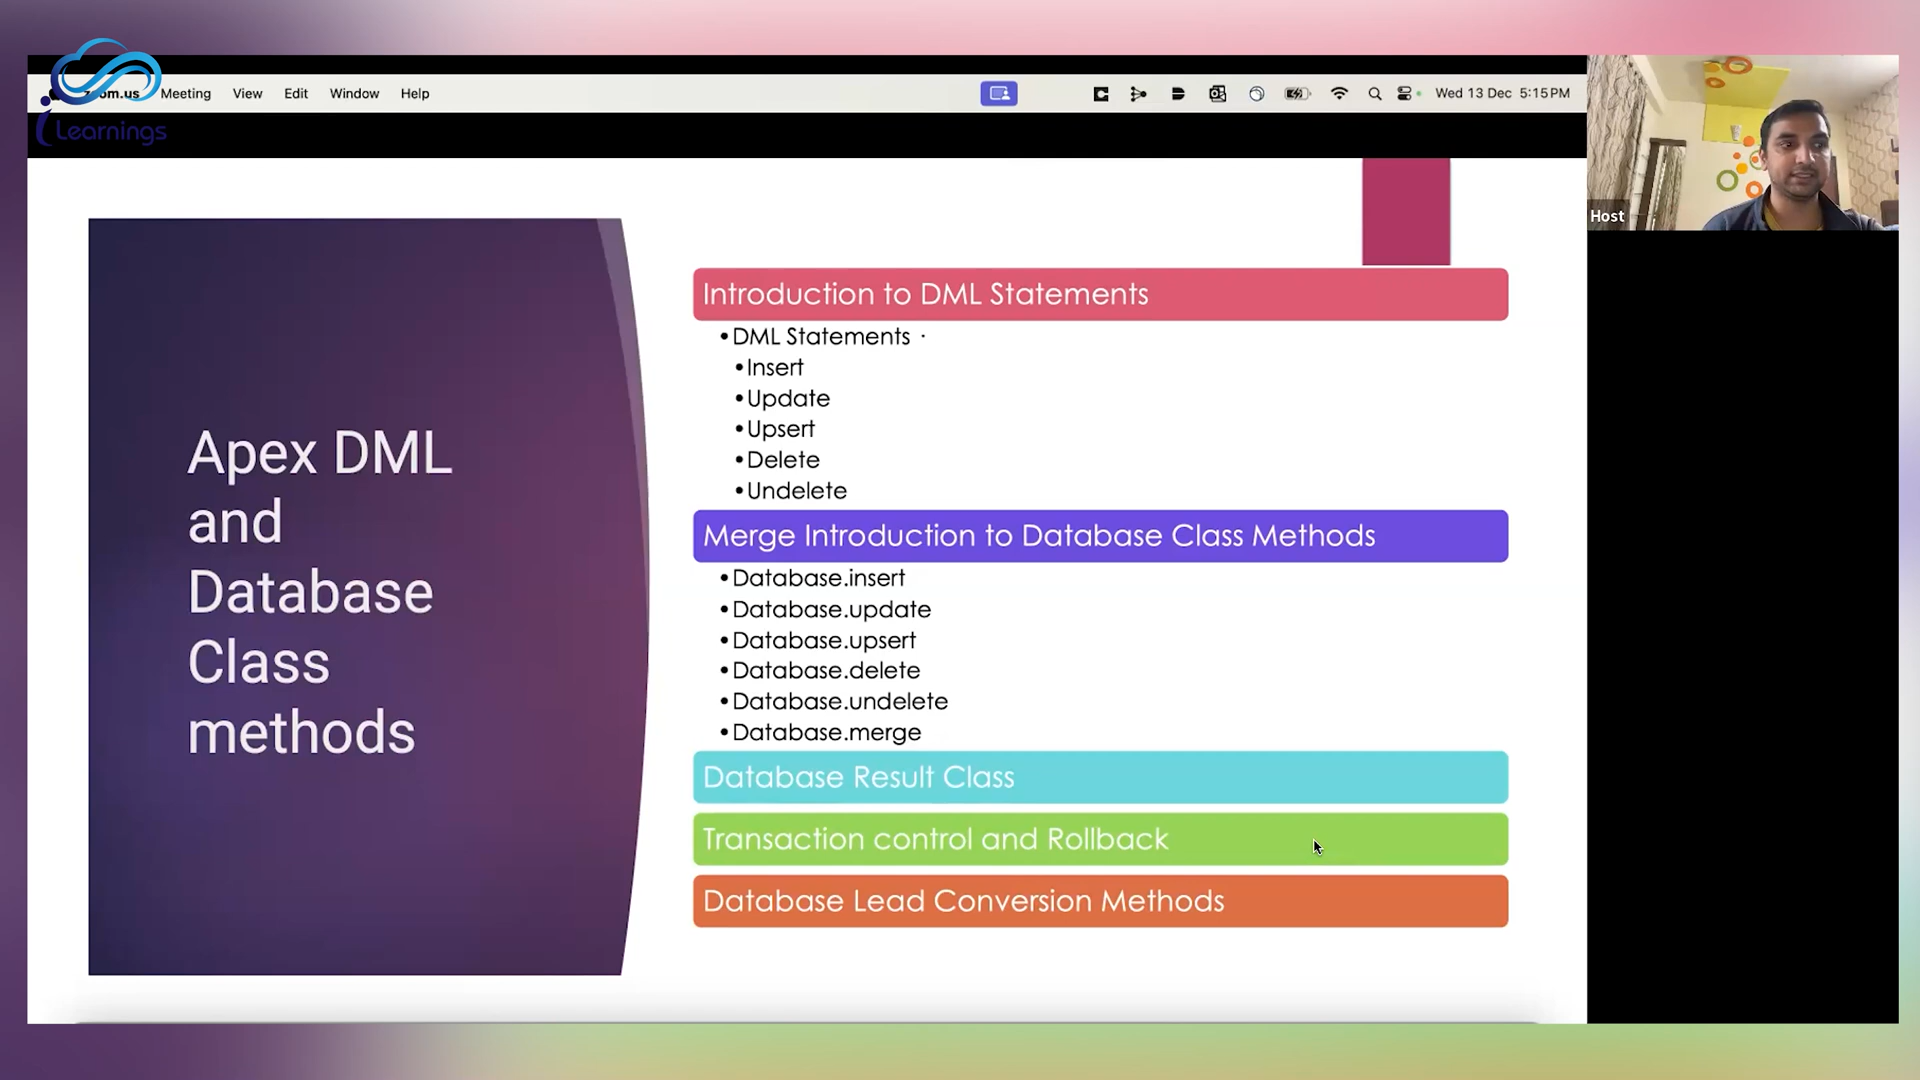 zoom.us Meeting View Edit Window Help Wed 13 Dec 5:15 PM
Learnings
Host
Apex DML
and
Database
Class
methods
Introduction to DML Statements
•DML Statements ·
•Insert
•Update
•Upsert
•Delete
•Undelete
Merge Introduction to Database Class Methods
•Database.insert
•Database.update
•Database.upsert
•Database.delete
•Database.undelete
•Database.merge
Database Result Class
Transaction control and Rollback
Database Lead Conversion Methods